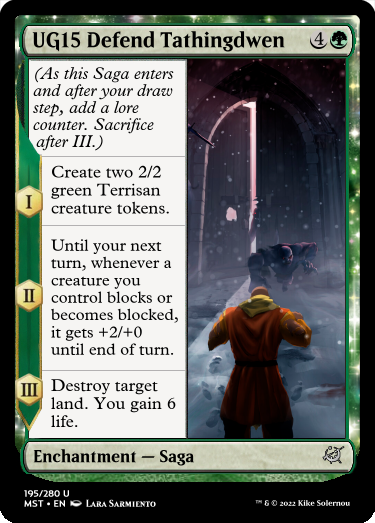 UG15 Defend Tathingdwen 4
(As this Saga enters
and after your draw
step, add a lore
counter. Sacrifice
after III.)
I
Create two 2/2
green Terrisan
creature tokens.
II
Until your next
turn, whenever a
creature you
control blocks or
becomes blocked,
it gets +2/+0
until end of turn.
III
Destroy target
land. You gain 6
life.
Enchantment — Saga
195/280 U
MST • EN Lara Sarmiento
™ & © 2022 Kike Solernou